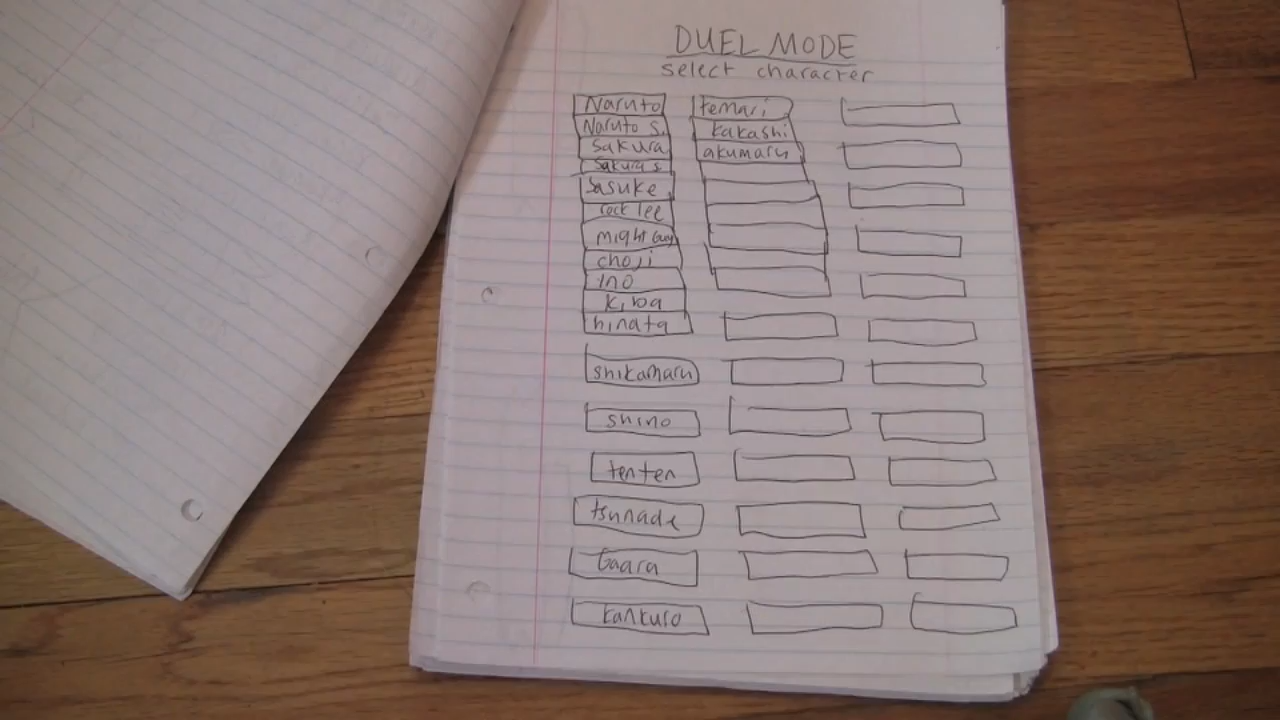 DUEL MODE
select character
Naruto
Naruto S.
Sakura
Sakura S
Sasuke
rock lee
might Guy
choji
Ino
kiba
hinata
shikamaru
shino
tenten
tsunade
Gaara
kankuro
temari
kakashi
akumaru